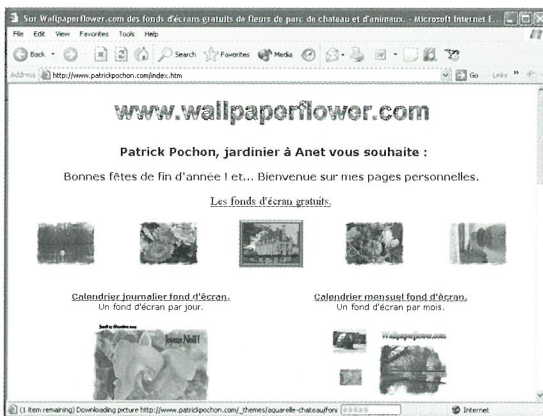 Sur Wallpaperflower.com des fonds d'écrans gratuits de fleurs de parc de chateau et d'animaux. - Microsoft Internet E...
File Edit View Favorites Tools Help
Back Search Favorites Media
Address http://www.patrickpochon.com/index.htm Go Links »
www.wallpaperflower.com
Patrick Pochon, jardinier à Anet vous souhaite :
Bonnes fêtes de fin d'année ! et... Bienvenue sur mes pages personnelles.
Les fonds d'écran gratuits.
Calendrier journalier fond d'écran. Calendrier mensuel fond d'écran.
Un fond d'écran par jour. Un fond d'écran par mois.
Joyeux Noël !
Wallpaperflower.com
(1 item remaining) Downloading picture http://www.patrickpochon.com/_themes/aquarelle-chateau/fon Internet